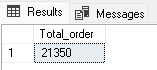 Results Messages
Total_order
1 21350